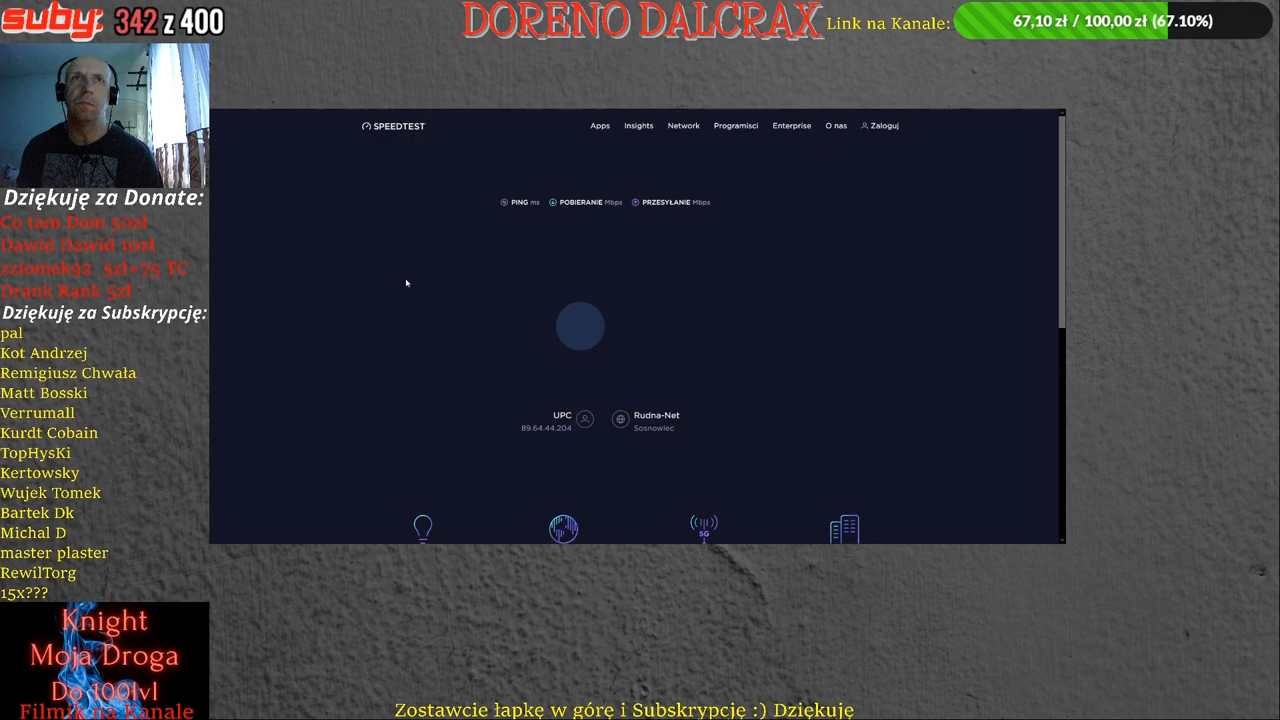 suby: 342 z 400
DORENO DALCRAX
Link na Kanale:
67,10 zł / 100,00 zł (67.10%)
SPEEDTEST
Apps Insights Network Programisci Enterprise O nas Zaloguj
PING ms POBIERANIE Mbps PRZESYŁANIE Mbps
UPC
89.64.44.204
Rudna-Net
Sosnowiec
5G
Dziękuję za Donate:
Co tam Dom 50zł
Dawid Dawid 10zł
zziomek92 5zł+75 TC
Drank Rank 5zł
Dziękuję za Subskrypcję:
pal
Kot Andrzej
Remigiusz Chwała
Matt Bosski
Verrumall
Kurdt Cobain
TopHysKi
Kertowsky
Wujek Tomek
Bartek Dk
Michal D
master plaster
RewilTorg
15x???
Knight
Moja Droga
Do 100lvl
Filmik na Kanale
Zostawcie łapkę w górę i Subskrypcję :) Dziękuję